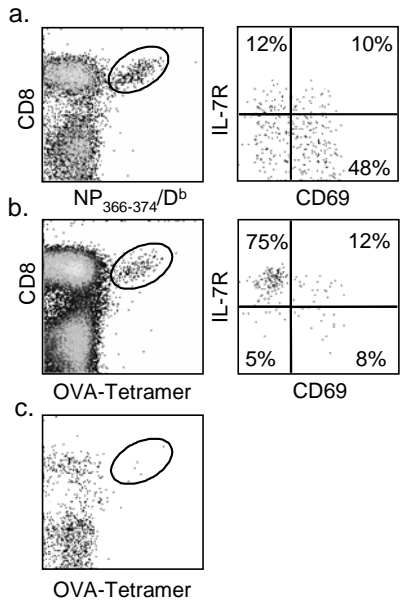 a.
CD8
NP366-374/Db
12% 10%
IL-7R
48%
CD69
b.
CD8
OVA-Tetramer
75% 12%
IL-7R
5% 8%
CD69
c.
OVA-Tetramer